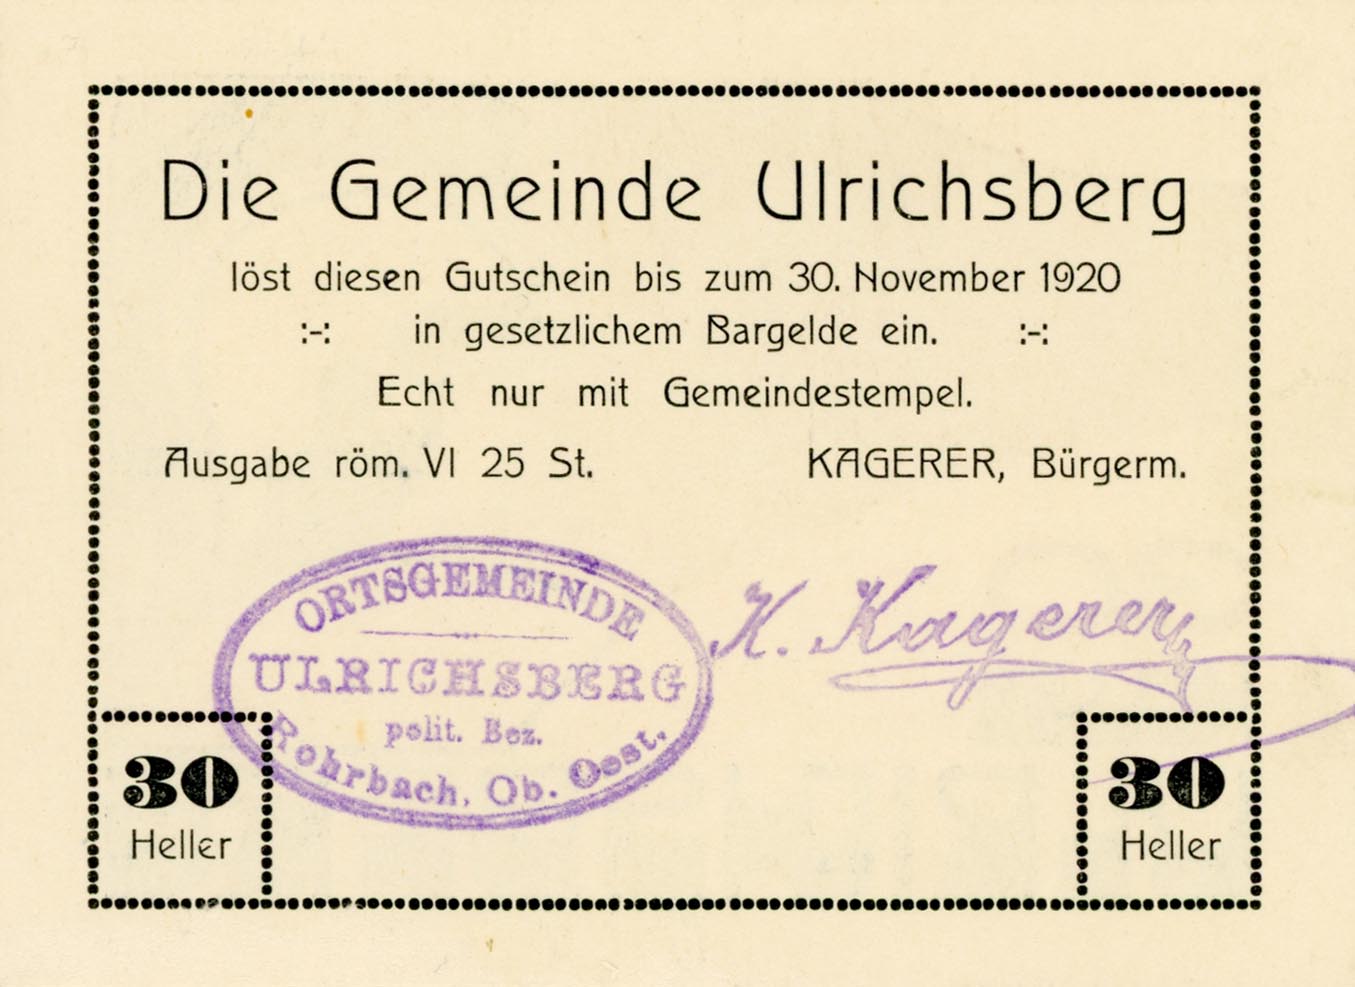 Die Gemeinde Ulrichsberg
löst diesen Gutschein bis zum 30. November 1920
:-: in gesetzlichem Bargelde ein. :-:
Echt nur mit Gemeindestempel.
Ausgabe röm. VI 25 St. KAGERER, Bürgerm.
ORTSGEMEINDE
ULRICHSBERG
polit. Bez.
Rohrbach, Ob. Oest.
K. Kagerer
30
Heller
30
Heller